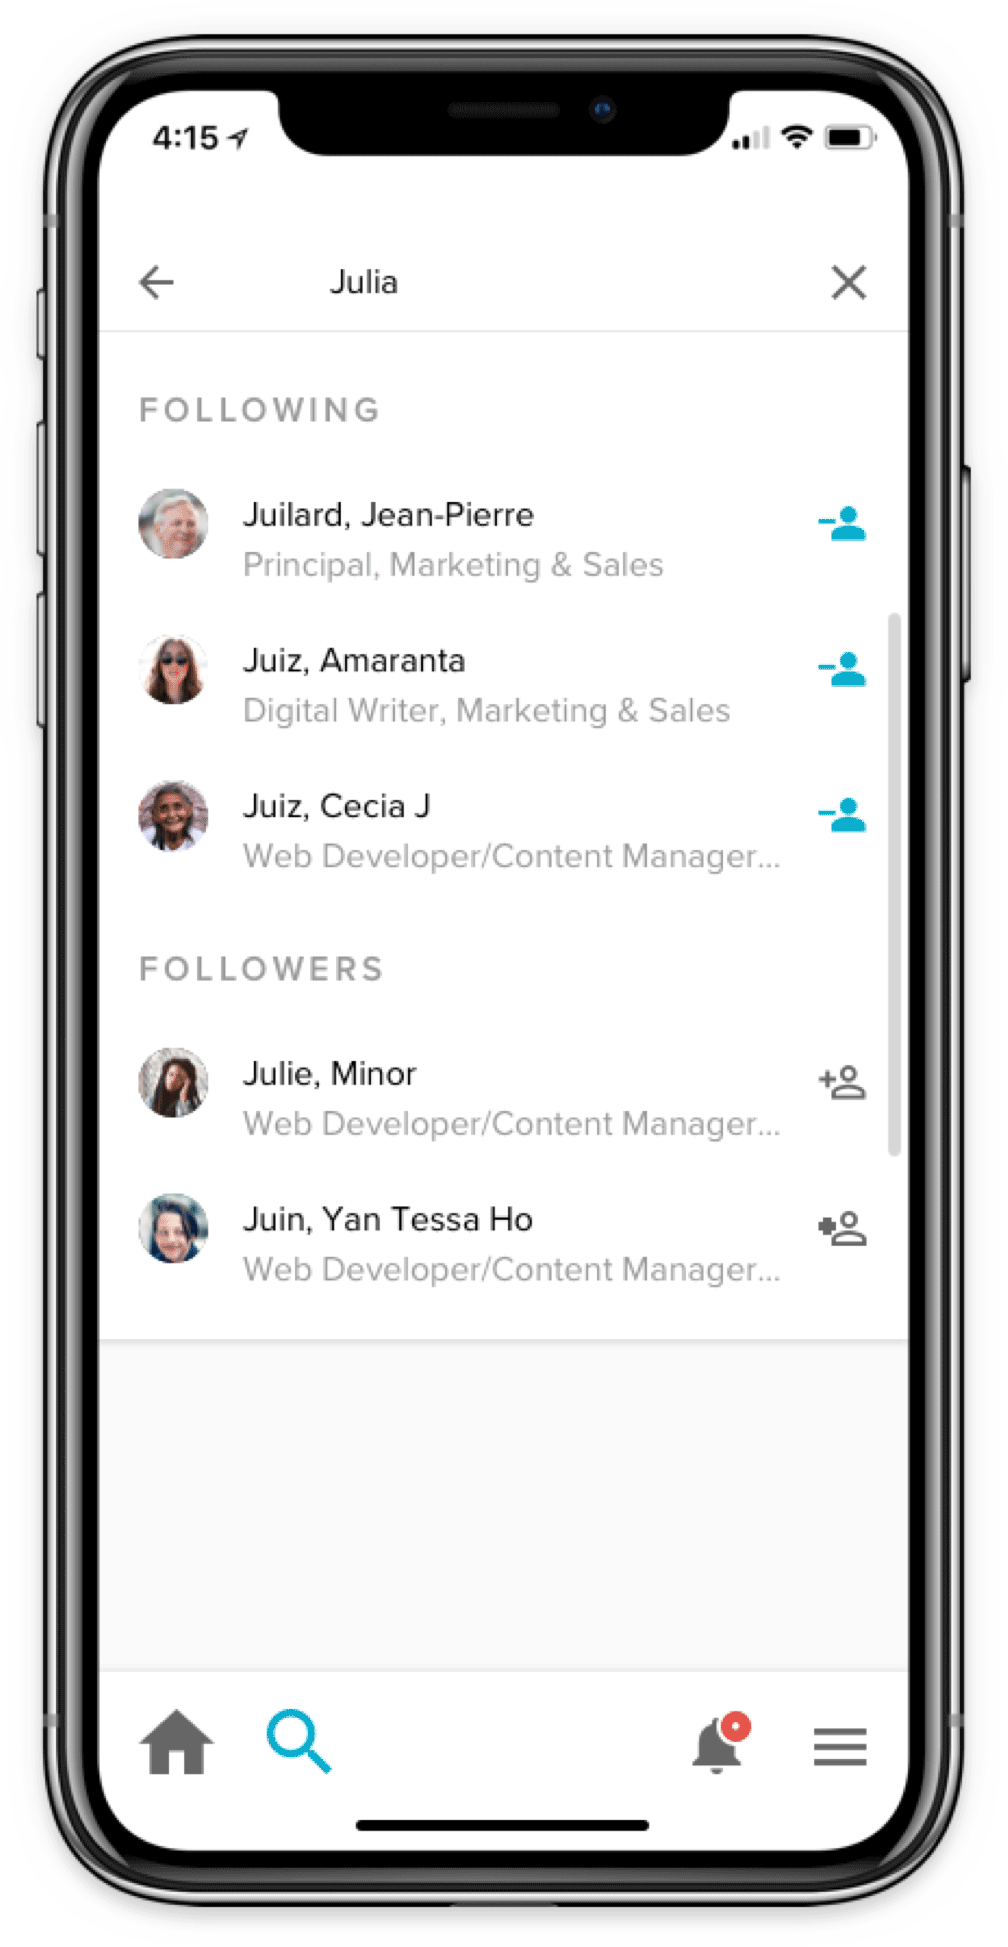 4:15
Julia
FOLLOWING
Juilard, Jean-Pierre
Principal, Marketing & Sales
Juiz, Amaranta
Digital Writer, Marketing & Sales
Juiz, Cecia J
Web Developer/Content Manager...
FOLLOWERS
Julie, Minor
Web Developer/Content Manager...
Juin, Yan Tessa Ho
Web Developer/Content Manager...